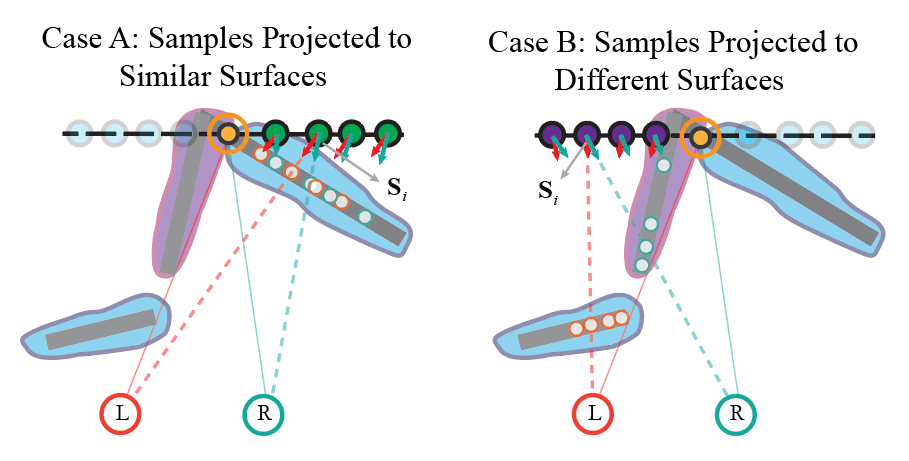 Case A: Samples Projected to
Similar Surfaces
S_i
L
R
Case B: Samples Projected to
Different Surfaces
S_i
L
R